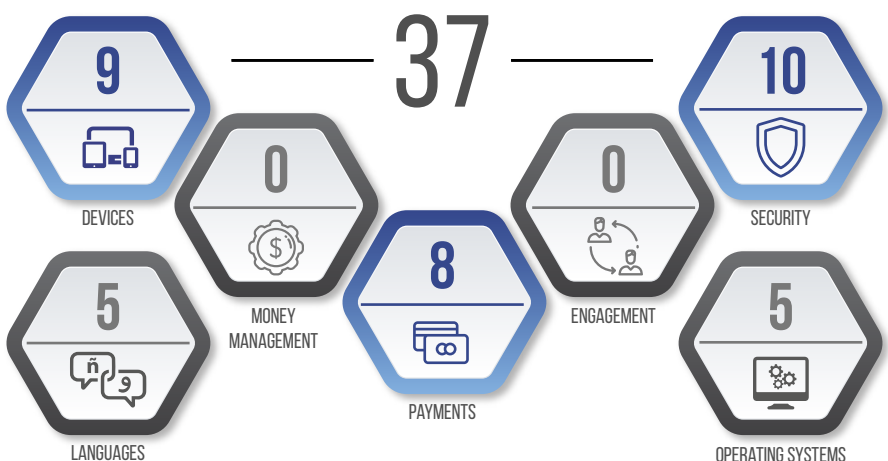 37
9
DEVICES
10
SECURITY
0
MONEY
MANAGEMENT
0
ENGAGEMENT
8
PAYMENTS
5
ñ
و
LANGUAGES
$
5
OPERATING SYSTEMS